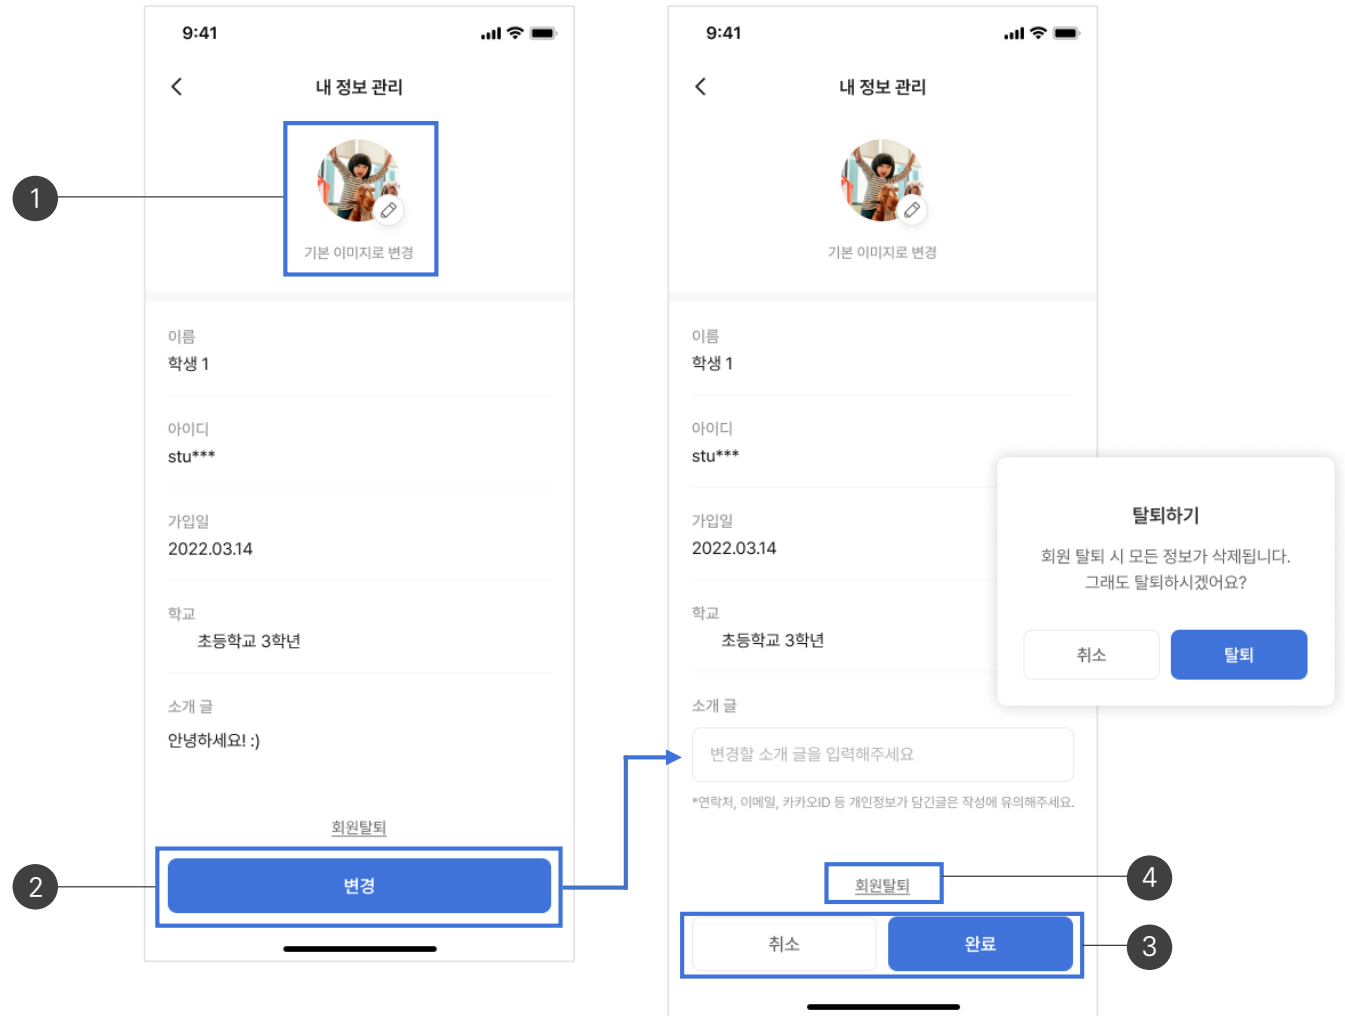 9:41
내 정보 관리
1
기본 이미지로 변경
이름
학생 1
아이디
stu***
가입일
2022.03.14
학교
초등학교 3학년
소개 글
안녕하세요! :)
회원탈퇴
2
변경
9:41
내 정보 관리
기본 이미지로 변경
이름
학생 1
아이디
stu***
가입일
2022.03.14
학교
초등학교 3학년
소개 글
변경할 소개 글을 입력해주세요
*연락처, 이메일, 카카오ID 등 개인정보가 담긴글은 작성에 유의해주세요.
회원탈퇴
4
취소
완료
3
탈퇴하기
회원 탈퇴 시 모든 정보가 삭제됩니다.
그래도 탈퇴하시겠어요?
취소
탈퇴